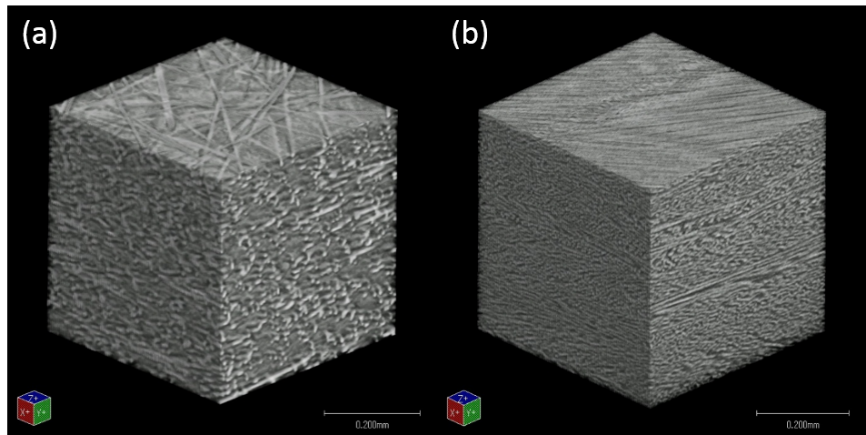 (a)
(b)
Z+
X+ Y+
0.200mm
Z+
X+ Y+
0.200mm